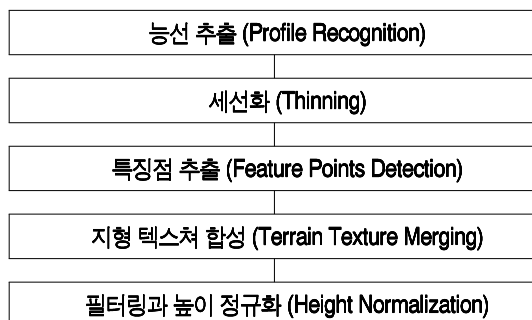 능선 추출 (Profile Recognition)
세선화 (Thinning)
특징점 추출 (Feature Points Detection)
지형 텍스쳐 합성 (Terrain Texture Merging)
필터링과 높이 정규화 (Height Normalization)